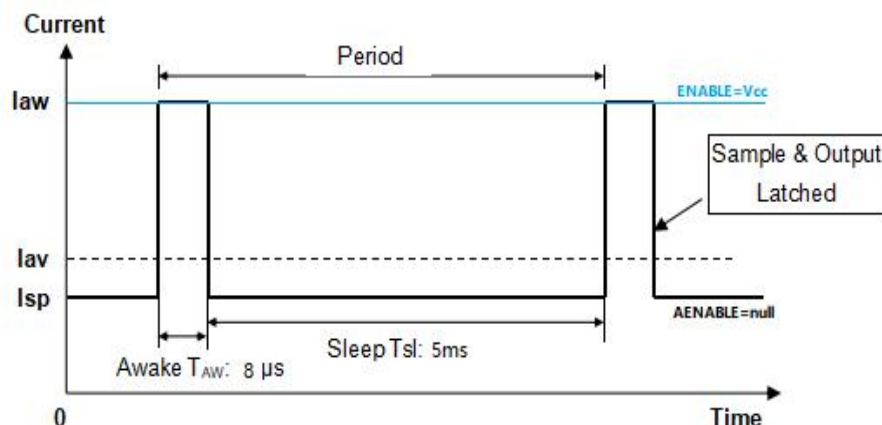 Current
Period
Iaw
ENABLE=Vcc
Sample & Output
Latched
Iav
Isp
AENABLE=null
Sleep Tsl: 5ms
Awake TAW: 8 µs
0
Time